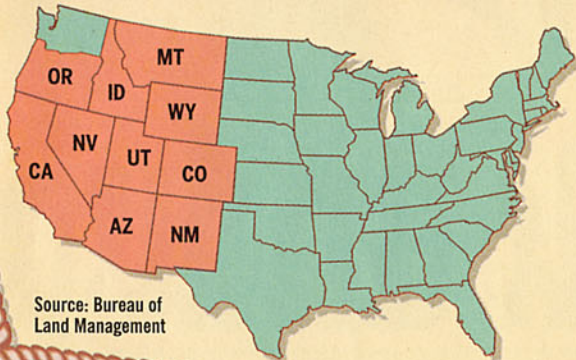 MT
OR
ID
WY
NV
UT
CO
CA
AZ
NM
Source: Bureau of
Land Management